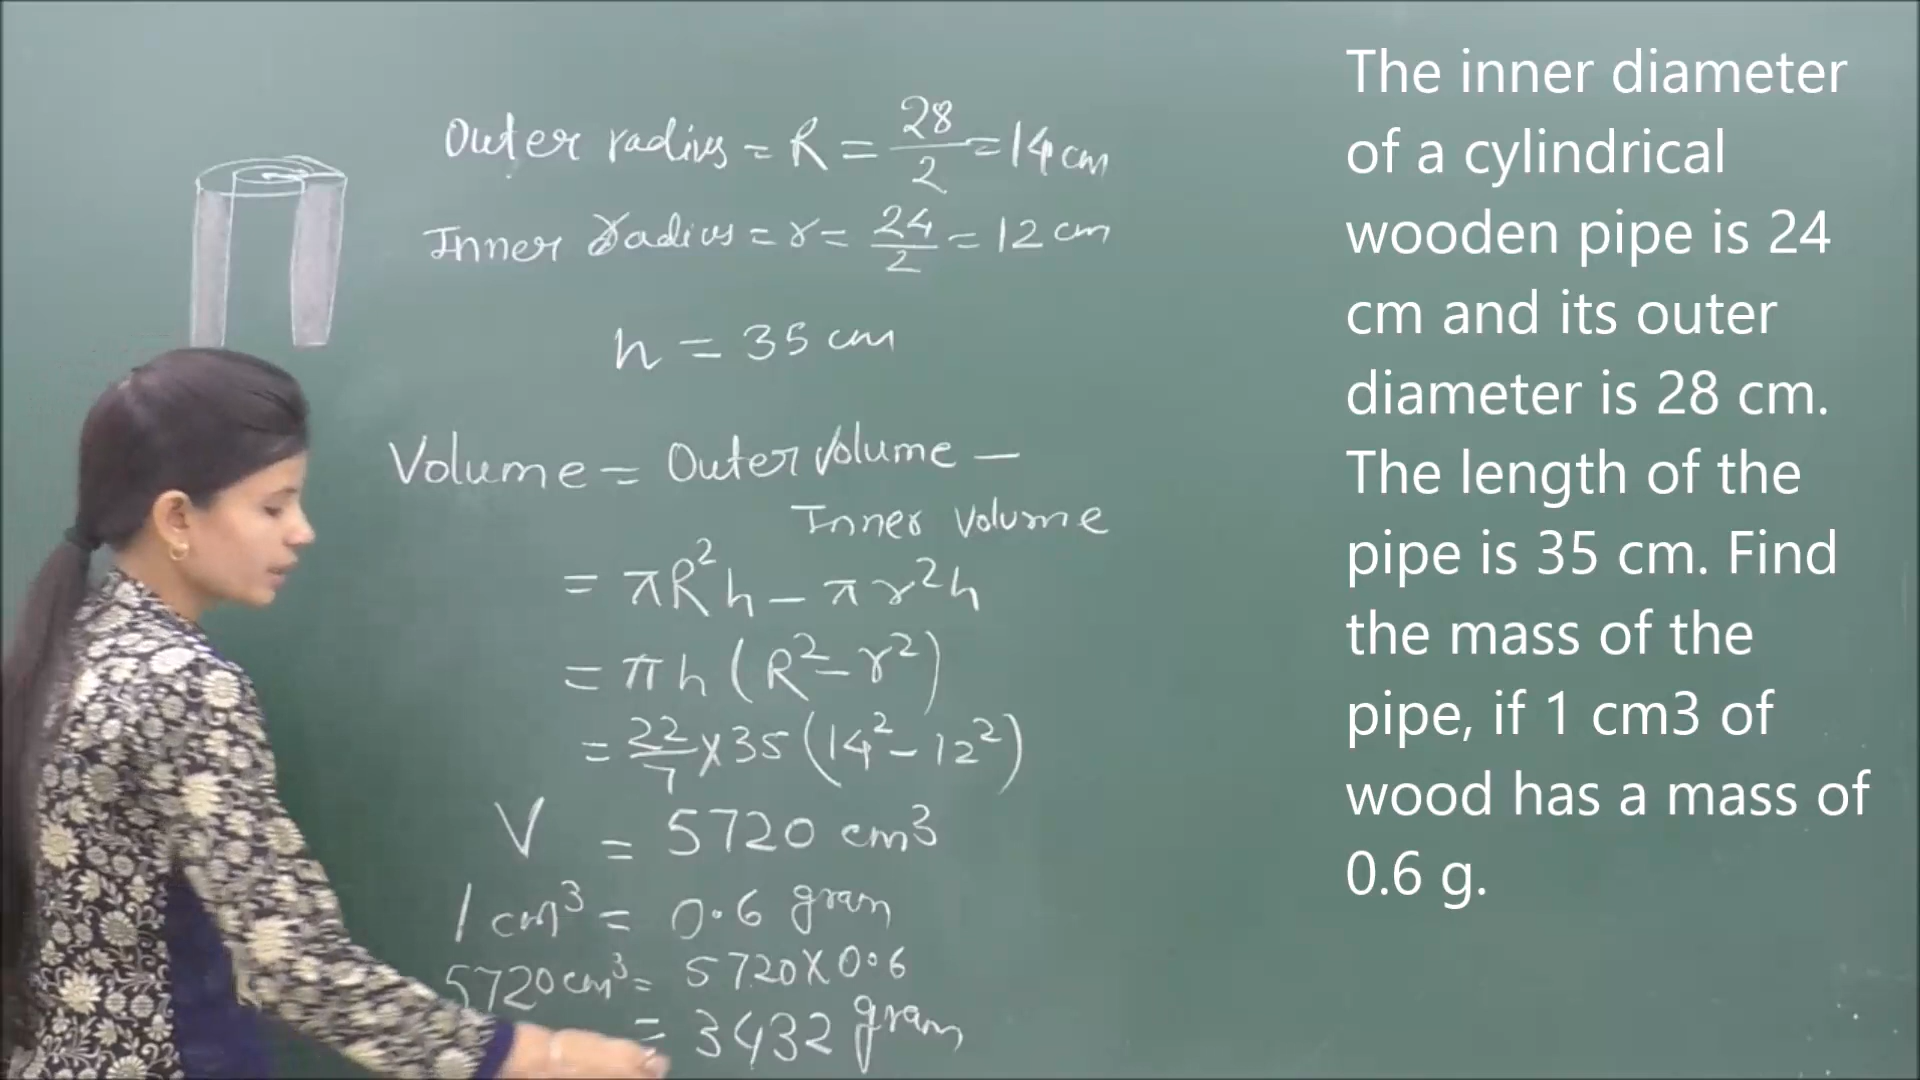 Outer radius = R = 28/2 = 14 cm
Inner radius = r = 24/2 = 12 cm
h = 35 cm
Volume = Outer Volume –
Inner Volume
= πR²h – πr²h
= πh (R² – r²)
= 22/7 × 35 (14² – 12²)
V = 5720 cm³
1 cm³ = 0.6 gram
5720 cm³ = 5720 × 0.6
= 3432 gram
The inner diameter
of a cylindrical
wooden pipe is 24
cm and its outer
diameter is 28 cm.
The length of the
pipe is 35 cm. Find
the mass of the
pipe, if 1 cm3 of
wood has a mass of
0.6 g.